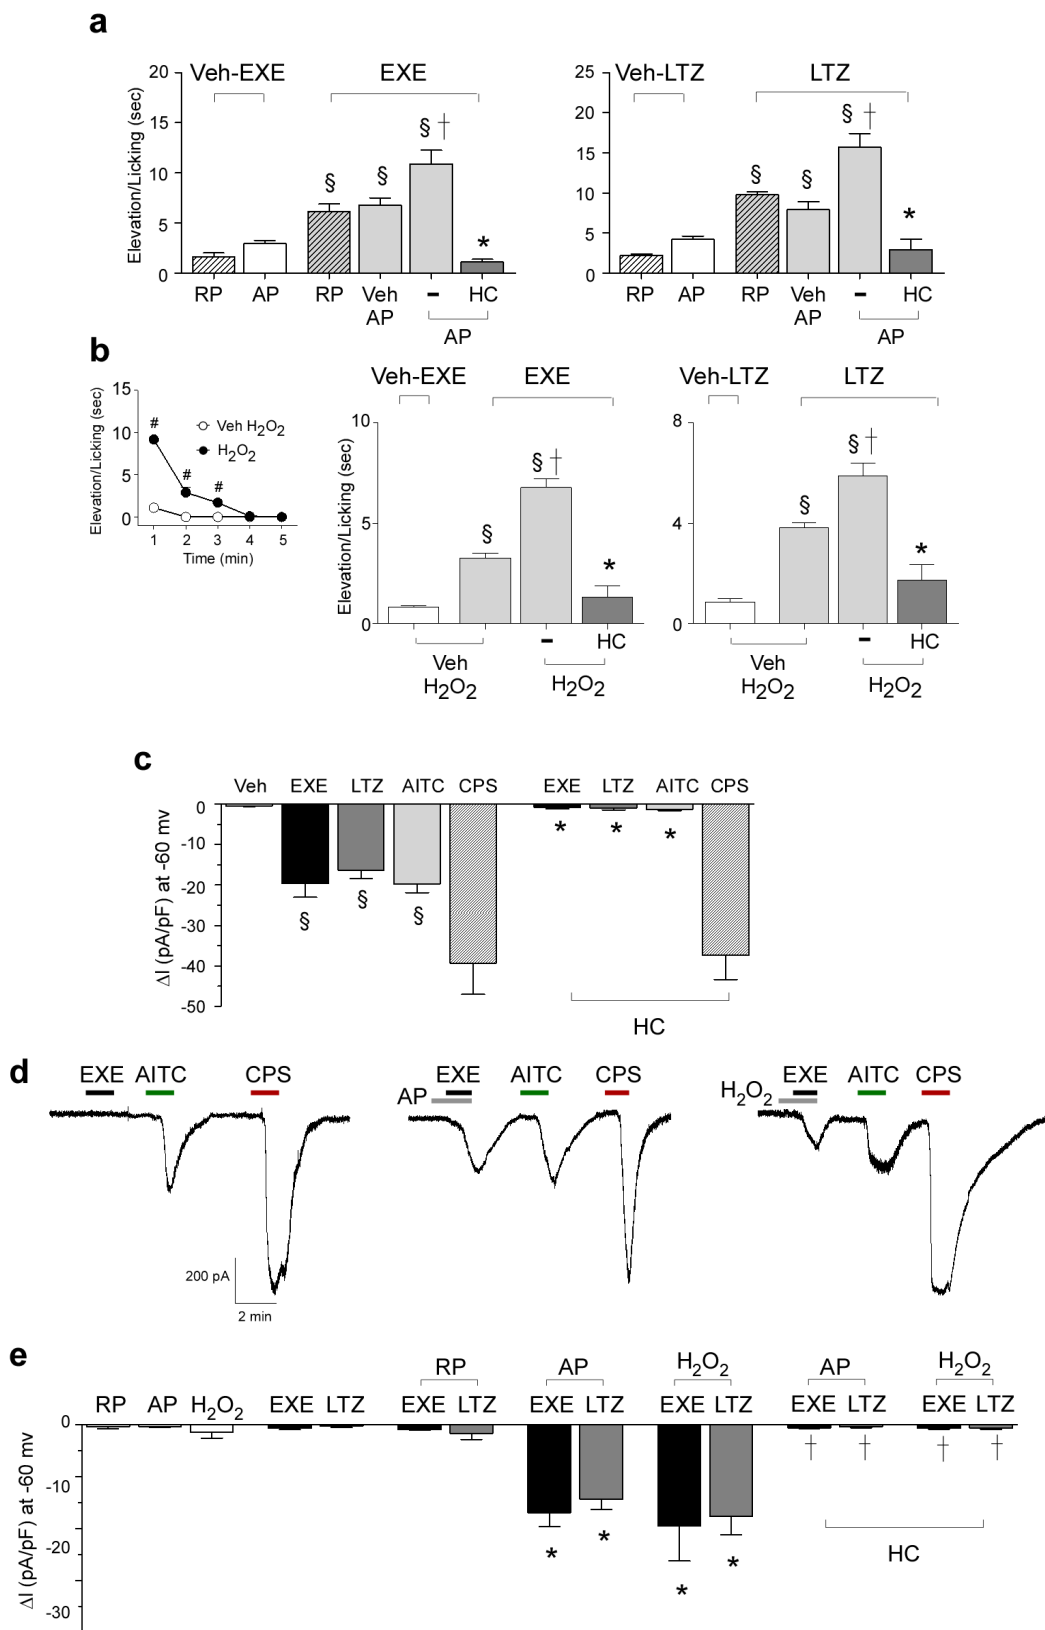 a
Veh-EXE EXE
Elevation/Licking (sec)
20
15
10
5
0
§ § § † *
RP AP RP Veh AP - HC
AP
Veh-LTZ LTZ
25
20
15
10
5
0
§ § § † *
RP AP RP Veh AP - HC
AP
b
Elevation/Licking (sec)
15
10
5
0
# # #
Veh H2O2
H2O2
1 2 3 4 5
Time (min)
Veh-EXE EXE
Elevation/Licking (sec)
10
5
0
§ § † *
- HC
Veh H2O2
H2O2
Veh-LTZ LTZ
8
4
0
§ § † *
- HC
Veh H2O2
H2O2
c
Veh EXE LTZ AITC CPS EXE LTZ AITC CPS
ΔI (pA/pF) at -60 mv
0
-10
-20
-30
-40
-50
§ § § * * *
HC
d
EXE AITC CPS
200 pA
2 min
EXE AITC CPS
AP
EXE AITC CPS
H2O2
e
RP AP H2O2 AP H2O2
RP AP H2O2 EXE LTZ EXE LTZ EXE LTZ EXE LTZ EXE LTZ EXE LTZ
ΔI (pA/pF) at -60 mv
0
-10
-20
-30
* * * * † † † †
HC